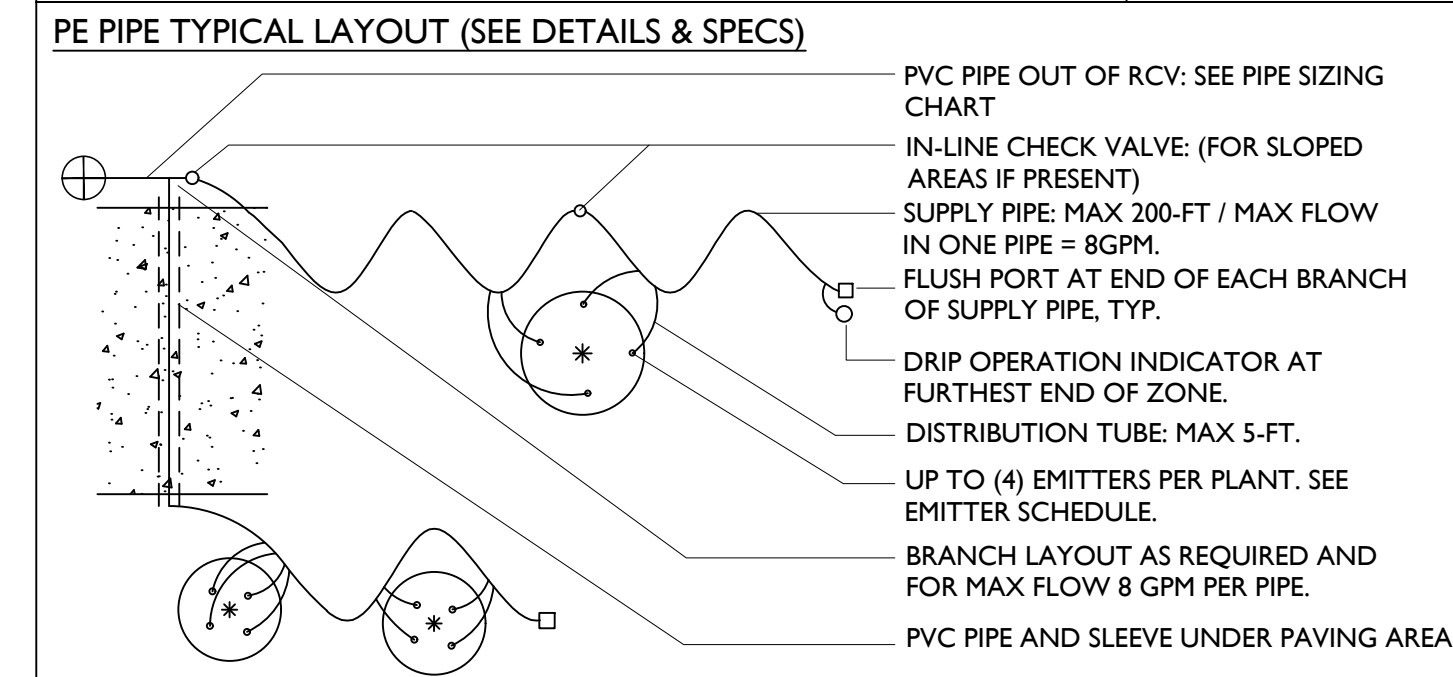 PE PIPE TYPICAL LAYOUT (SEE DETAILS & SPECS)
PVC PIPE OUT OF RCV: SEE PIPE SIZING
CHART
IN-LINE CHECK VALVE: (FOR SLOPED
AREAS IF PRESENT)
SUPPLY PIPE: MAX 200-FT / MAX FLOW
IN ONE PIPE = 8GPM.
FLUSH PORT AT END OF EACH BRANCH
OF SUPPLY PIPE, TYP.
DRIP OPERATION INDICATOR AT
FURTHEST END OF ZONE.
DISTRIBUTION TUBE: MAX 5-FT.
UP TO (4) EMITTERS PER PLANT. SEE
EMITTER SCHEDULE.
BRANCH LAYOUT AS REQUIRED AND
FOR MAX FLOW 8 GPM PER PIPE.
PVC PIPE AND SLEEVE UNDER PAVING AREA